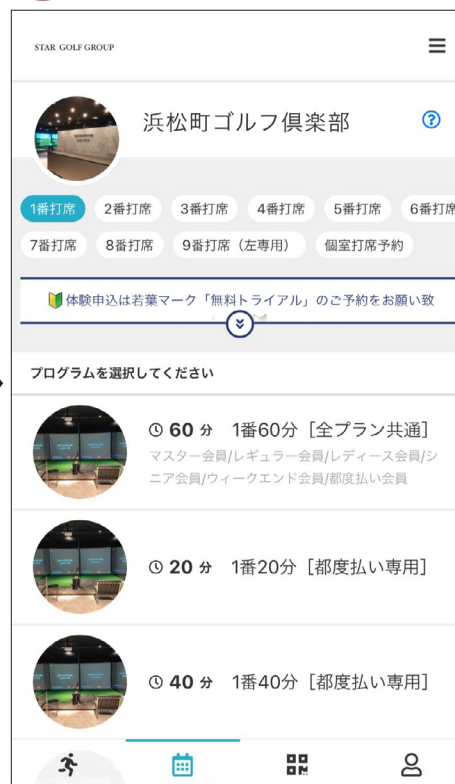 STAR GOLF GROUP
浜松町ゴルフ倶楽部
1番打席 2番打席 3番打席 4番打席 5番打席 6番打席
7番打席 8番打席 9番打席（左専用） 個室打席予約
体験申込は若葉マーク「無料トライアル」のご予約をお願い致
プログラムを選択してください
60 分 1番60分［全プラン共通］
マスター会員/レギュラー会員/レディース会員/シ
ニア会員/ウィークエンド会員/都度払い会員
20 分 1番20分［都度払い専用］
40 分 1番40分［都度払い専用］